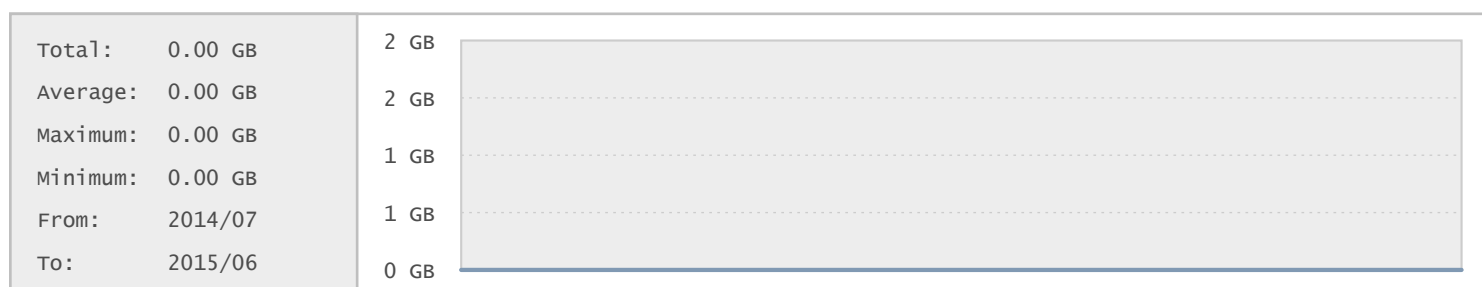 Total: 0.00 GB
Average: 0.00 GB
Maximum: 0.00 GB
Minimum: 0.00 GB
From: 2014/07
To: 2015/06
2 GB
2 GB
1 GB
1 GB
0 GB